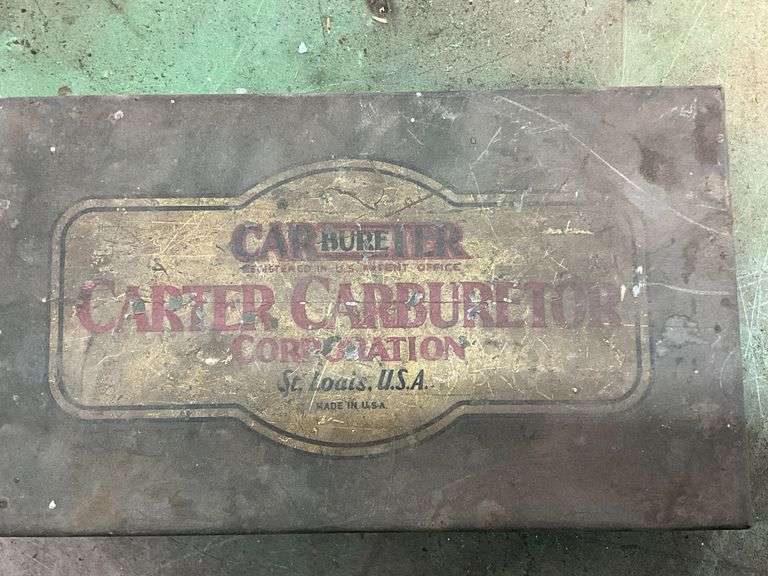 CARBURETER
REGISTERED IN U.S. PATENT OFFICE
CARTER CARBURETOR
CORPORATION
St. Louis, U.S.A.
MADE IN U.S.A.